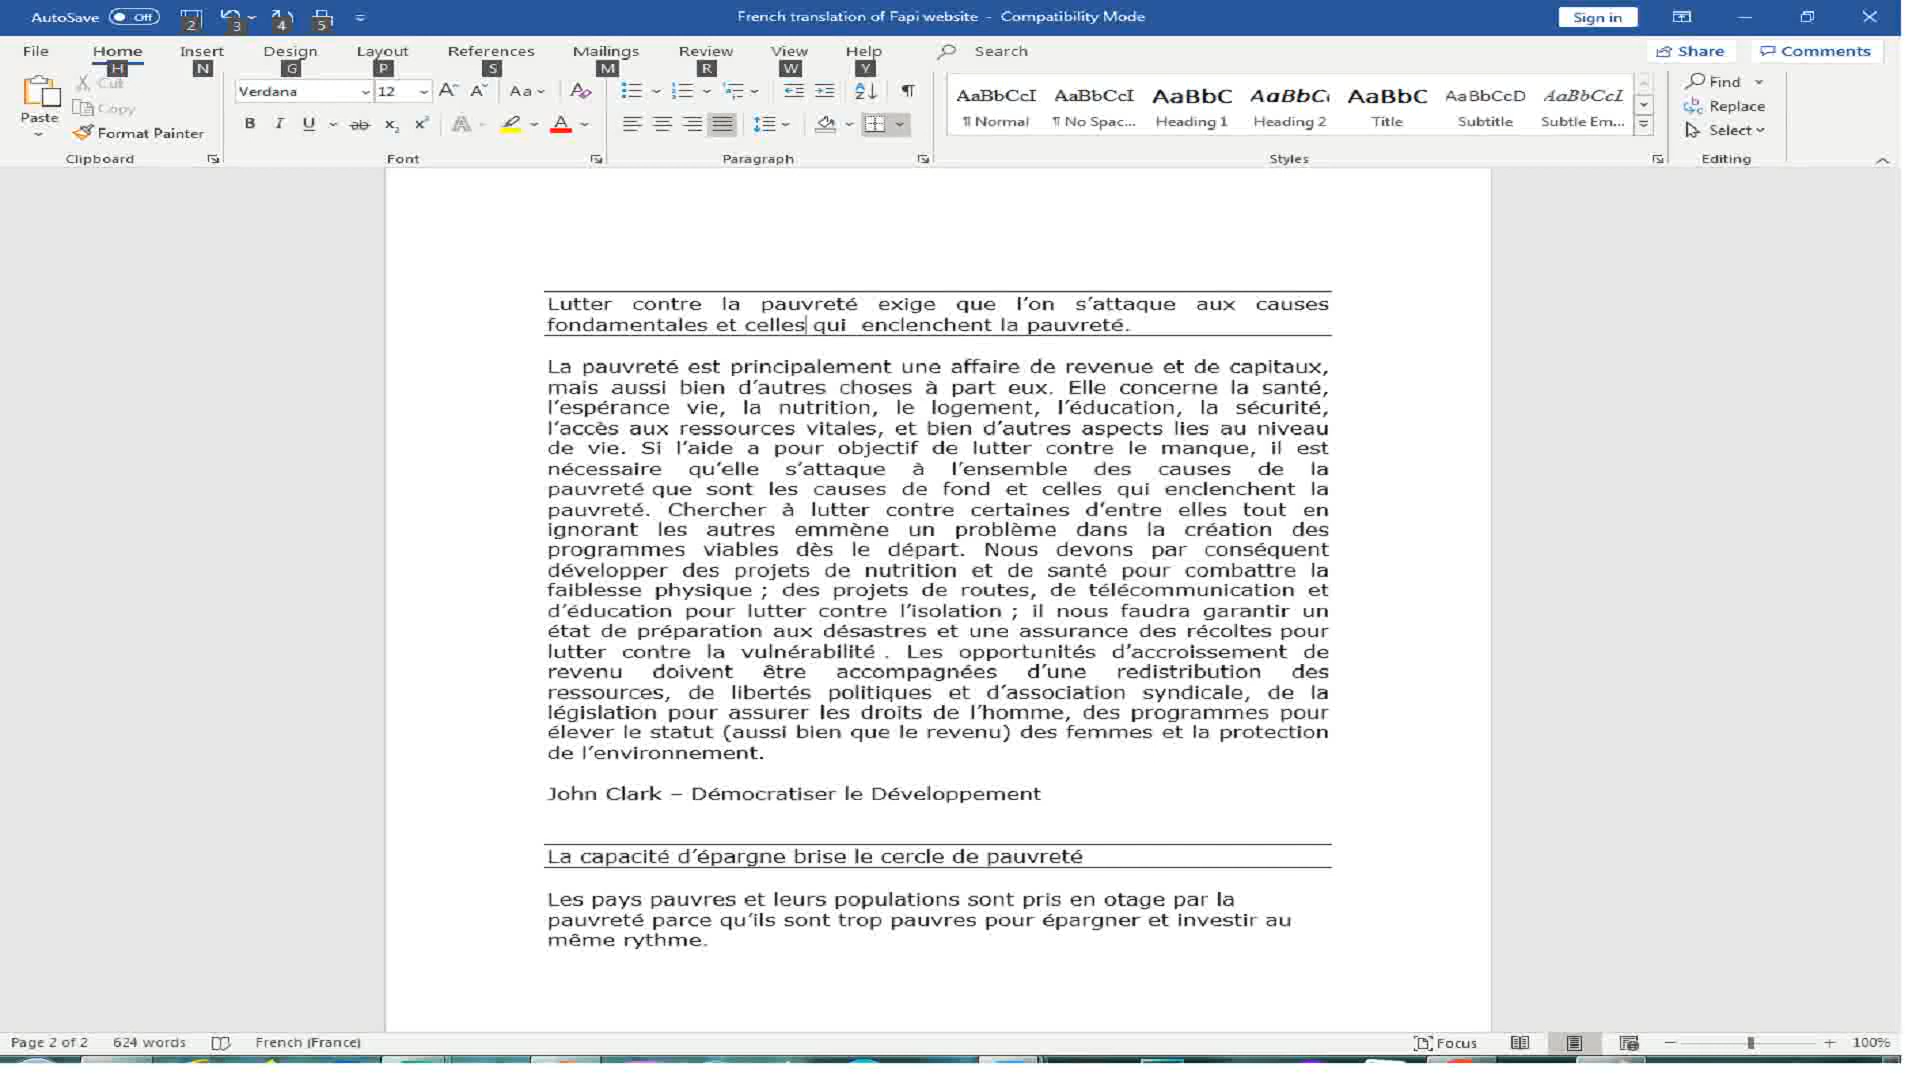 AutoSave Off 2 3 4 5 French translation of Fapi website - Compatibility Mode Sign in
File Home Insert Design Layout References Mailings Review View Help Search Share Comments
H N G P S M R W Y
Paste Cut Copy Format Painter
Verdana 12 Aa
B I U ab x₂ x² A A
AaBbCcI AaBbCcI AaBbC AaBbC AaBbC AaBbCcD AaBbCcL
¶ Normal ¶ No Spac... Heading 1 Heading 2 Title Subtitle Subtle Em...
Find
Replace
Select
Clipboard Font Paragraph Styles Editing
Lutter contre la pauvreté exige que l’on s’attaque aux causes
fondamentales et celles qui enclenchent la pauvreté.
La pauvreté est principalement une affaire de revenue et de capitaux,
mais aussi bien d’autres choses à part eux. Elle concerne la santé,
l’espérance vie, la nutrition, le logement, l’éducation, la sécurité,
l’accès aux ressources vitales, et bien d’autres aspects lies au niveau
de vie. Si l’aide a pour objectif de lutter contre le manque, il est
nécessaire qu’elle s’attaque à l’ensemble des causes de la
pauvreté que sont les causes de fond et celles qui enclenchent la
pauvreté. Chercher à lutter contre certaines d’entre elles tout en
ignorant les autres emmène un problème dans la création des
programmes viables dès le départ. Nous devons par conséquent
développer des projets de nutrition et de santé pour combattre la
faiblesse physique ; des projets de routes, de télécommunication et
d’éducation pour lutter contre l’isolation ; il nous faudra garantir un
état de préparation aux désastres et une assurance des récoltes pour
lutter contre la vulnérabilité . Les opportunités d’accroissement de
revenu doivent être accompagnées d’une redistribution des
ressources, de libertés politiques et d’association syndicale, de la
législation pour assurer les droits de l’homme, des programmes pour
élever le statut (aussi bien que le revenu) des femmes et la protection
de l’environnement.
John Clark – Démocratiser le Développement
La capacité d’épargne brise le cercle de pauvreté
Les pays pauvres et leurs populations sont pris en otage par la
pauvreté parce qu’ils sont trop pauvres pour épargner et investir au
même rythme.
Page 2 of 2 624 words French (France) Focus 100%